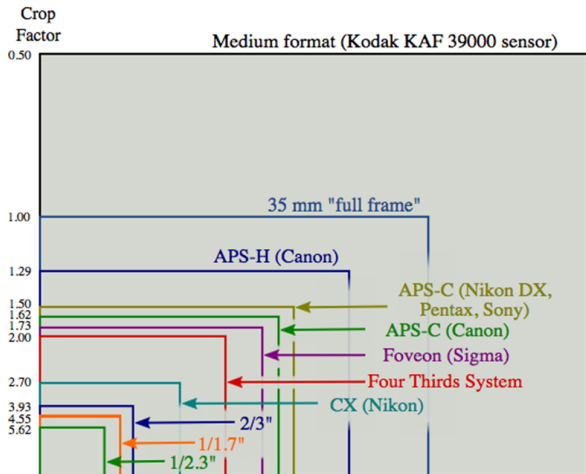 Crop
Factor
Medium format (Kodak KAF 39000 sensor)
0.50
35 mm "full frame"
1.00
APS-H (Canon)
1.29
APS-C (Nikon DX,
Pentax, Sony)
1.50
1.62
APS-C (Canon)
1.73
Foveon (Sigma)
2.00
Four Thirds System
2.70
CX (Nikon)
3.93
2/3"
4.55
1/1.7"
5.62
1/2.3"